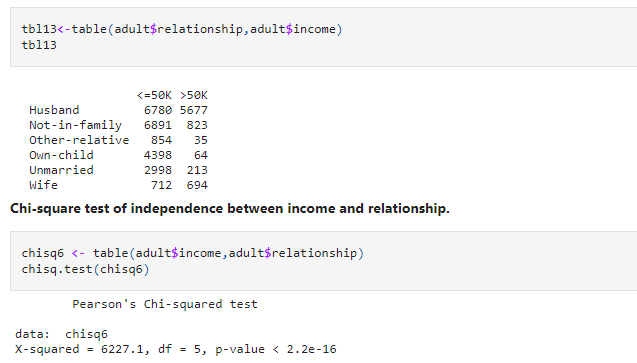 tbl13<-table(adult$relationship,adult$income)
tbl13
<=50K >50K
Husband 6780 5677
Not-in-family 6891 823
Other-relative 854 35
Own-child 4398 64
Unmarried 2998 213
Wife 712 694
Chi-square test of independence between income and relationship.
chisq6 <- table(adult$income,adult$relationship)
chisq.test(chisq6)
Pearson's Chi-squared test
data: chisq6
X-squared = 6227.1, df = 5, p-value < 2.2e-16